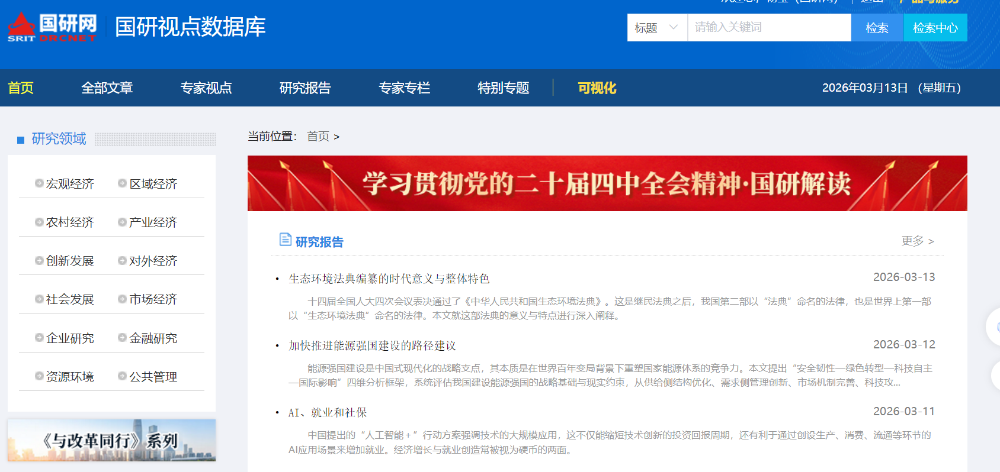 国研网
SRIT DRCNET
国研视点数据库
退出
产品与服务
标题
请输入关键词
检索
检索中心
首页
全部文章
专家视点
研究报告
专家专栏
特别专题
可视化
2026年03月13日 （星期五）
研究领域
宏观经济 区域经济
农村经济 产业经济
创新发展 对外经济
社会发展 市场经济
企业研究 金融研究
资源环境 公共管理
《与改革同行》系列
当前位置： 首页 >
学习贯彻党的二十届四中全会精神·国研解读
研究报告
更多 >
• 生态环境法典编纂的时代意义与整体特色 2026-03-13
十四届全国人大四次会议表决通过了《中华人民共和国生态环境法典》。这是继民法典之后，我国第二部以“法典”命名的法律，也是世界上第一部
以“生态环境法典”命名的法律。本文就这部法典的意义与特点进行深入阐释。
• 加快推进能源强国建设的路径建议 2026-03-12
能源强国建设是中国式现代化的战略支点，其本质是在世界百年变局背景下重塑国家能源体系的竞争力。本文提出“安全韧性—绿色转型—科技自主
—国际影响”四维分析框架，系统评估我国建设能源强国的战略基础与现实约束，从供给侧结构优化、需求侧管理创新、市场机制完善、科技攻...
• AI、就业和社保 2026-03-11
中国提出的“人工智能＋”行动方案强调技术的大规模应用，这不仅能缩短技术创新的投资回报周期，还有利于通过创设生产、消费、流通等环节的
AI应用场景来增加就业。经济增长与就业创造常被视为硬币的两面。